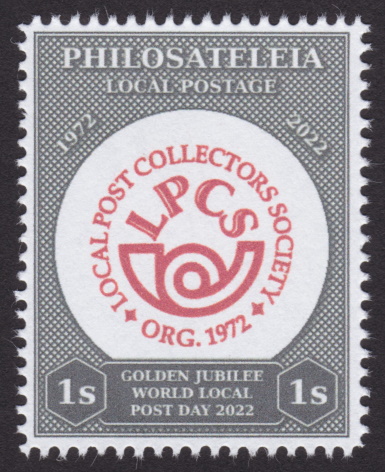 PHILOSATELEIA
LOCAL POSTAGE
1972
2022
LOCAL POST COLLECTORS SOCIETY
LPCS
ORG. 1972
1s
GOLDEN JUBILEE
WORLD LOCAL
POST DAY 2022
1s